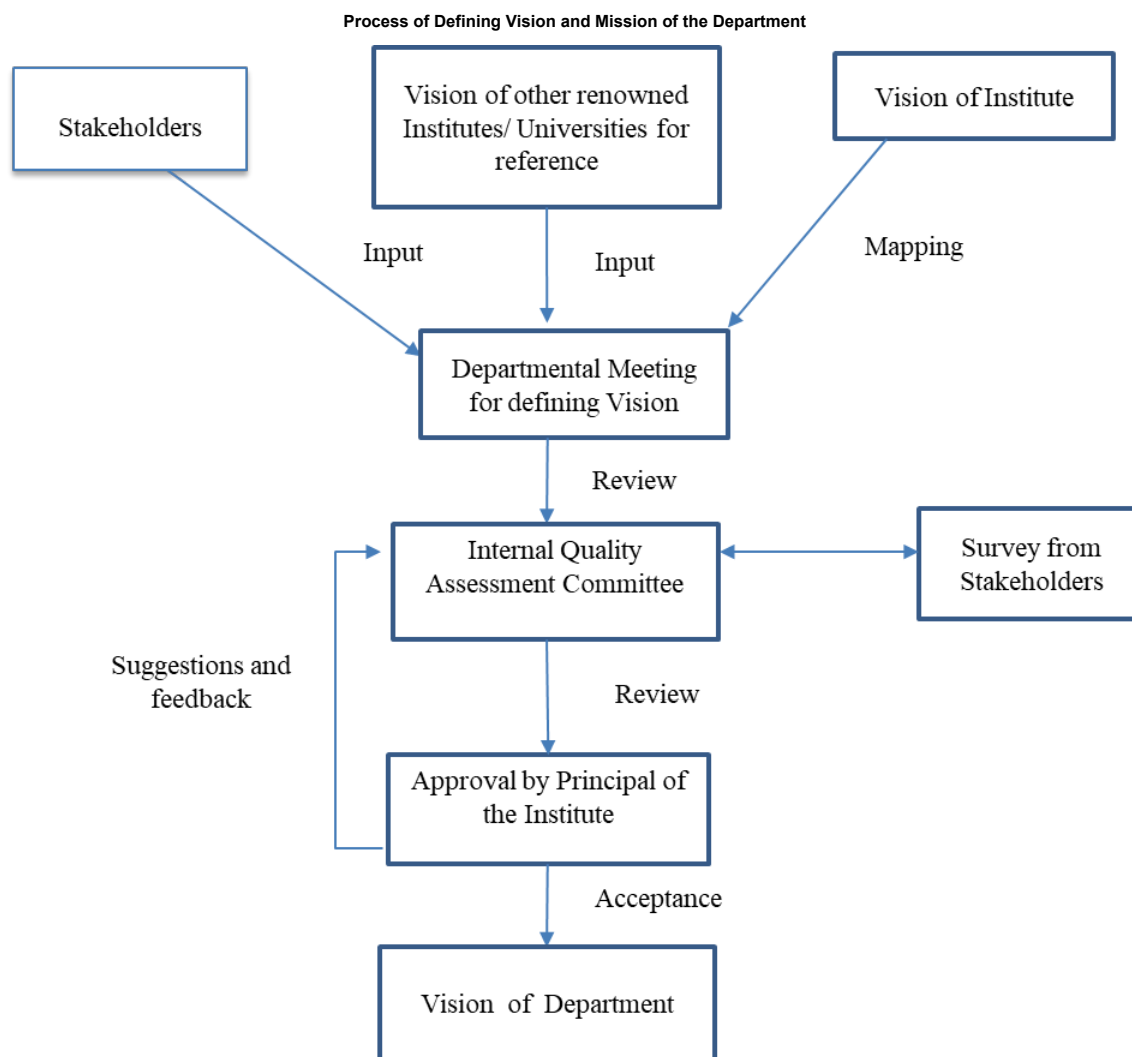 Process of Defining Vision and Mission of the Department
Stakeholders
Vision of other renowned
Institutes/ Universities for
reference
Vision of Institute
Input
Input
Mapping
Departmental Meeting
for defining Vision
Review
Internal Quality
Assessment Committee
Survey from
Stakeholders
Suggestions and
feedback
Review
Approval by Principal of
the Institute
Acceptance
Vision of Department